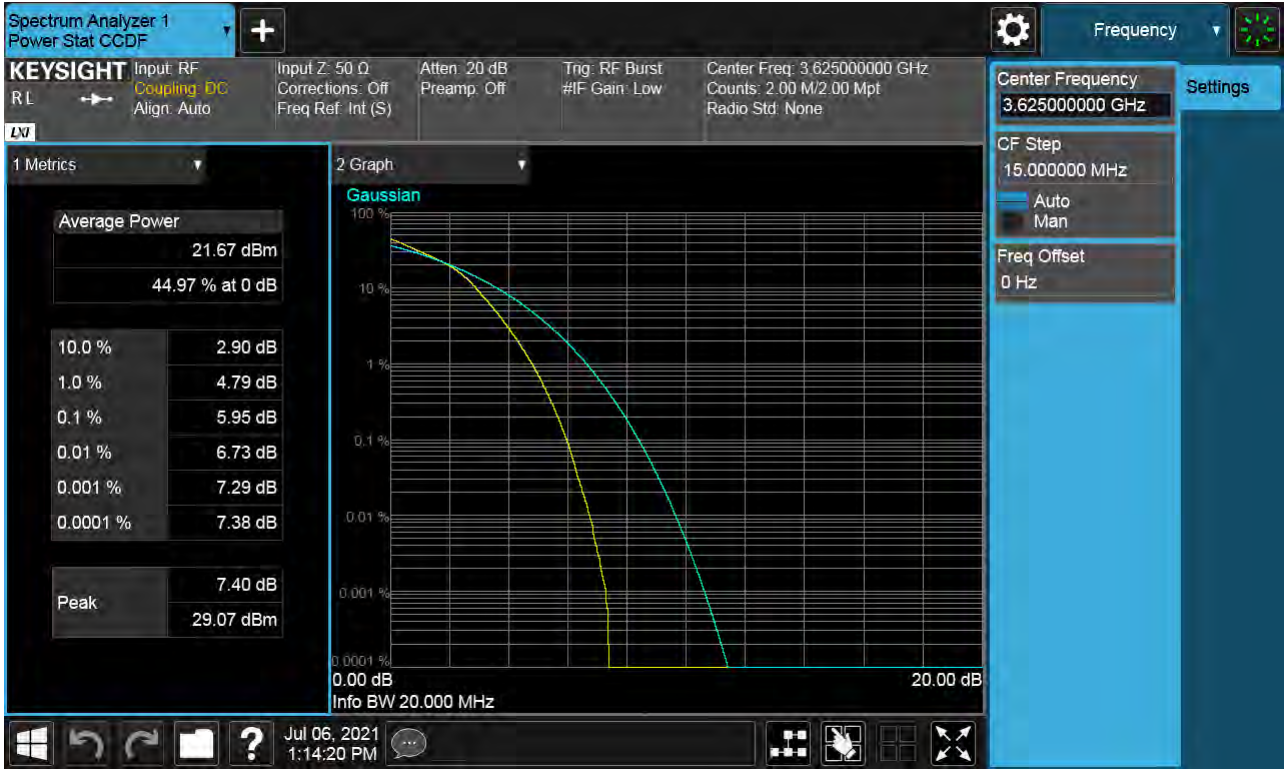 Spectrum Analyzer 1
Power Stat CCDF
Frequency
KEYSIGHT
R L
LXI
Input: RF
Coupling: DC
Align: Auto
Input Z: 50 Ω
Corrections: Off
Freq Ref: Int (S)
Atten: 20 dB
Preamp: Off
Trig: RF Burst
#IF Gain: Low
Center Freq: 3.625000000 GHz
Counts: 2.00 M/2.00 Mpt
Radio Std: None
Center Frequency
3.625000000 GHz
Settings
CF Step
15.000000 MHz
Auto
Man
Freq Offset
0 Hz
1 Metrics
Average Power
21.67 dBm
44.97 % at 0 dB
10.0 % 2.90 dB
1.0 % 4.79 dB
0.1 % 5.95 dB
0.01 % 6.73 dB
0.001 % 7.29 dB
0.0001 % 7.38 dB
Peak 7.40 dB
29.07 dBm
2 Graph
Gaussian
100 %
10 %
1 %
0.1 %
0.01 %
0.001 %
0.0001 %
0.00 dB 20.00 dB
Info BW 20.000 MHz
?
Jul 06, 2021
1:14:20 PM